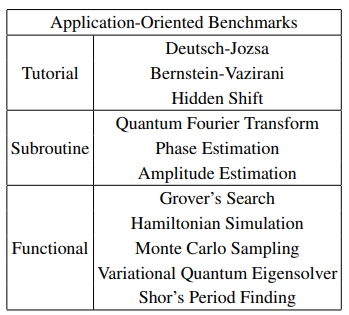 Application-Oriented Benchmarks
Tutorial
Deutsch-Jozsa
Bernstein-Vazirani
Hidden Shift
Subroutine
Quantum Fourier Transform
Phase Estimation
Amplitude Estimation
Functional
Grover's Search
Hamiltonian Simulation
Monte Carlo Sampling
Variational Quantum Eigensolver
Shor's Period Finding